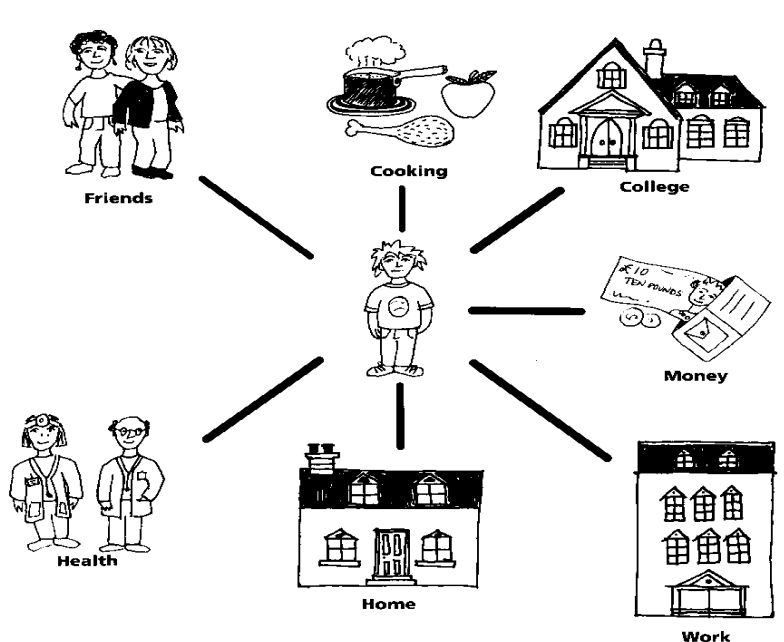 Friends
Cooking
College
£10
TEN POUNDS
Money
Health
Home
Work